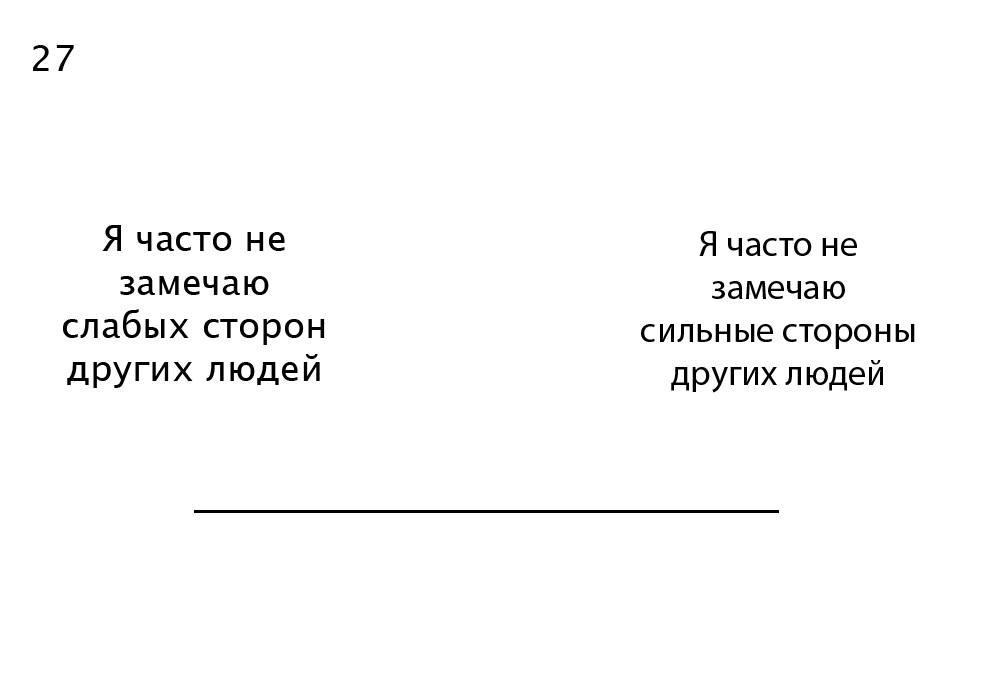 27
Я часто не
замечаю
слабых сторон
других людей
Я часто не
замечаю
сильные стороны
других людей